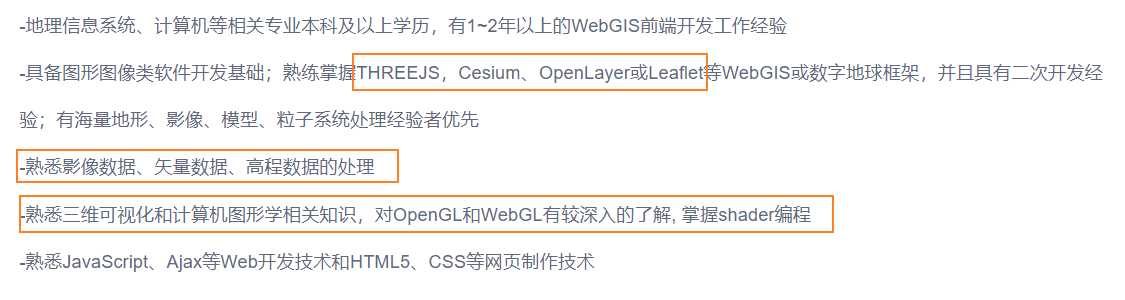 -地理信息系统、计算机等相关专业本科及以上学历，有1~2年以上的WebGIS前端开发工作经验
-具备图形图像类软件开发基础；熟练掌握THREEJS，Cesium、OpenLayer或Leaflet等WebGIS或数字地球框架，并且具有二次开发经
验；有海量地形、影像、模型、粒子系统处理经验者优先
-熟悉影像数据、矢量数据、高程数据的处理
-熟悉三维可视化和计算机图形学相关知识，对OpenGL和WebGL有较深入的了解, 掌握shader编程
-熟悉JavaScript、Ajax等Web开发技术和HTML5、CSS等网页制作技术